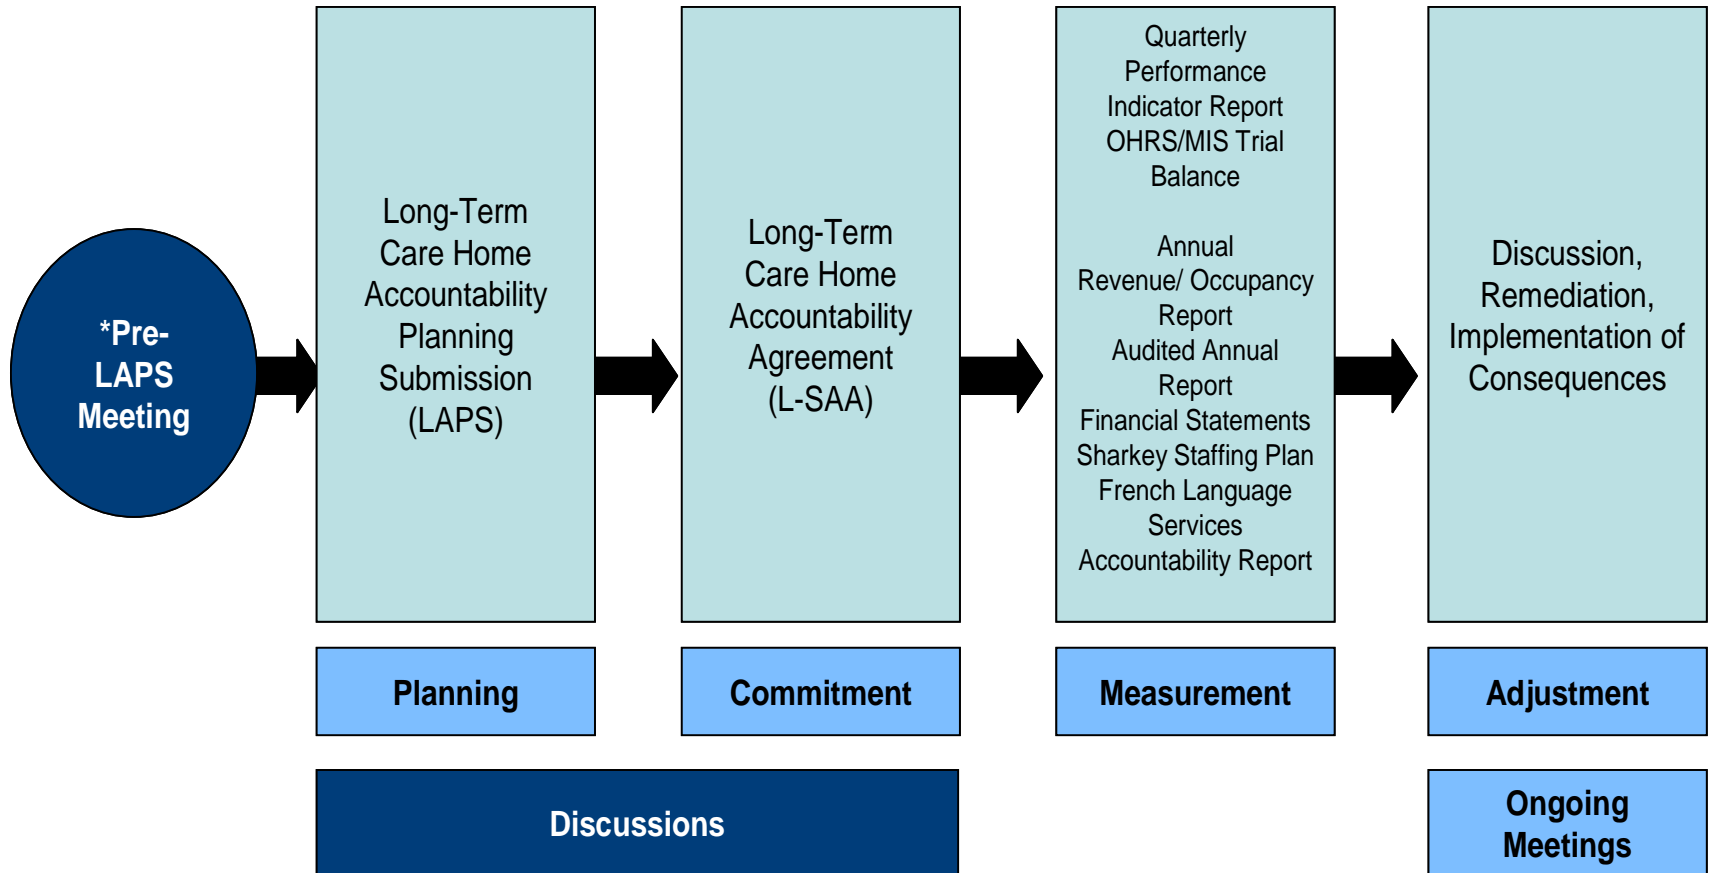 *Pre-
LAPS
Meeting
Long-Term
Care Home
Accountability
Planning
Submission
(LAPS)
Long-Term
Care Home
Accountability
Agreement
(L-SAA)
Quarterly
Performance
Indicator Report
OHRS/MIS Trial
Balance
Annual
Revenue/ Occupancy
Report
Audited Annual
Report
Financial Statements
Sharkey Staffing Plan
French Language
Services
Accountability Report
Discussion,
Remediation,
Implementation of
Consequences
Planning
Commitment
Measurement
Adjustment
Discussions
Ongoing
Meetings